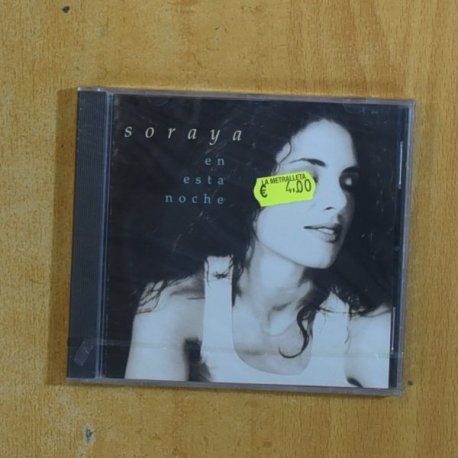 soraya
en
esta
noche
LA METRALLETA
€ 4,00